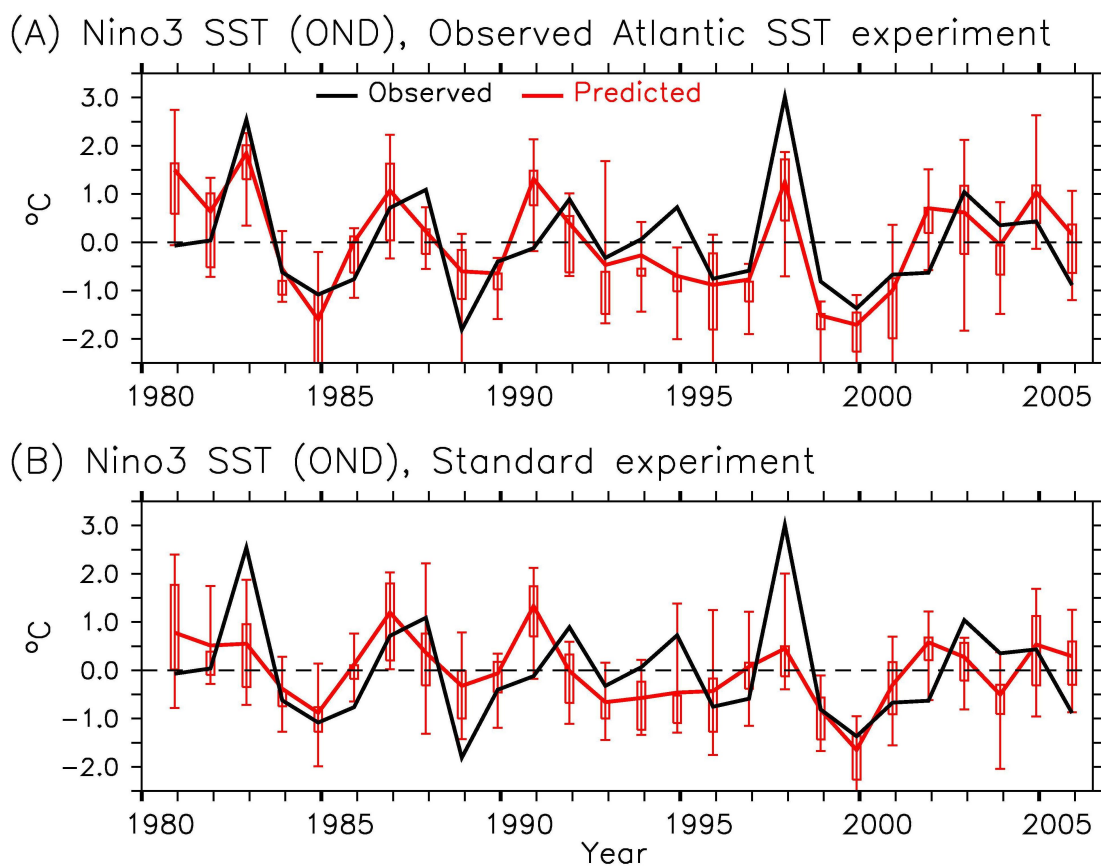 (A) Nino3 SST (OND), Observed Atlantic SST experiment
Observed Predicted
3.0
2.0
1.0
0.0
-1.0
-2.0
°C
1980 1985 1990 1995 2000 2005
(B) Nino3 SST (OND), Standard experiment
3.0
2.0
1.0
0.0
-1.0
-2.0
°C
1980 1985 1990 1995 2000 2005
Year